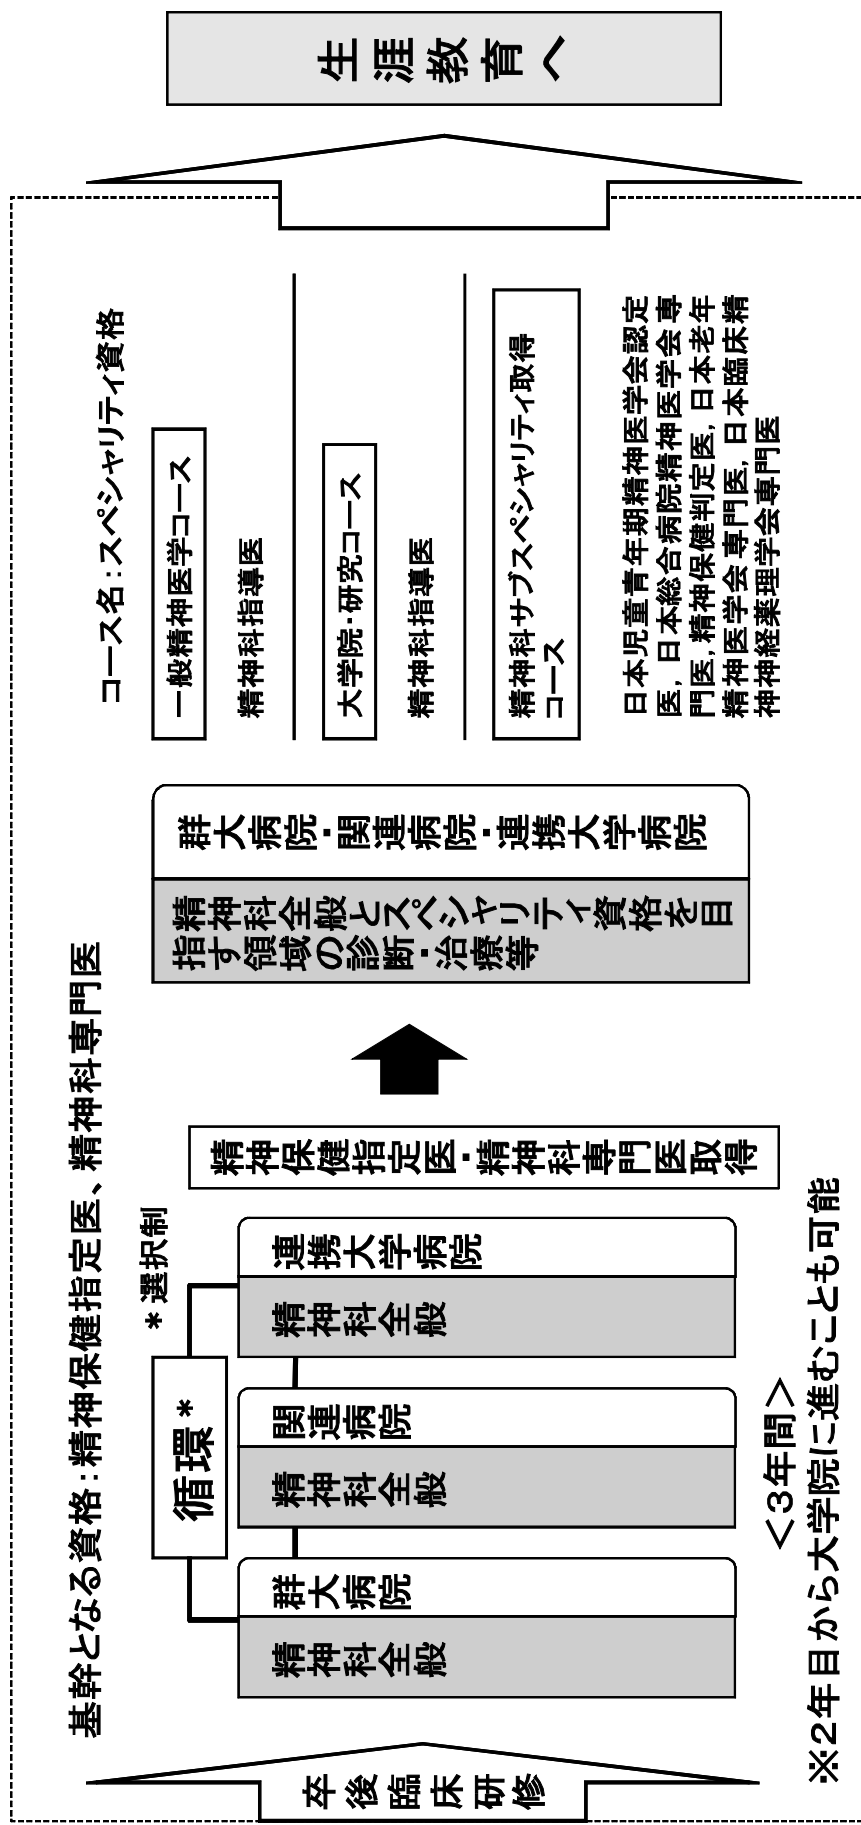 卒後臨床研修
基幹となる資格：精神保健指定医、精神科専門医
循環*
*選択制
群大病院
精神科全般
関連病院
精神科全般
連携大学病院
精神科全般
＜３年間＞
※２年目から大学院に進むことも可能
精神保健指定医・精神科専門医取得
群大病院・関連病院・連携大学病院
精神科全般とスペシャリティ資格を目
指す領域の診断・治療等
コース名：スペシャリティ資格
一般精神医学コース
精神科指導医
大学院・研究コース
精神科指導医
精神科サブスペシャリティ取得
コース
日本児童青年期精神医学会認定
医，日本総合病院精神医学会専
門医，精神保健判定医，日本老年
精神医学会専門医，日本臨床精
神神経薬理学会専門医
生涯教育へ